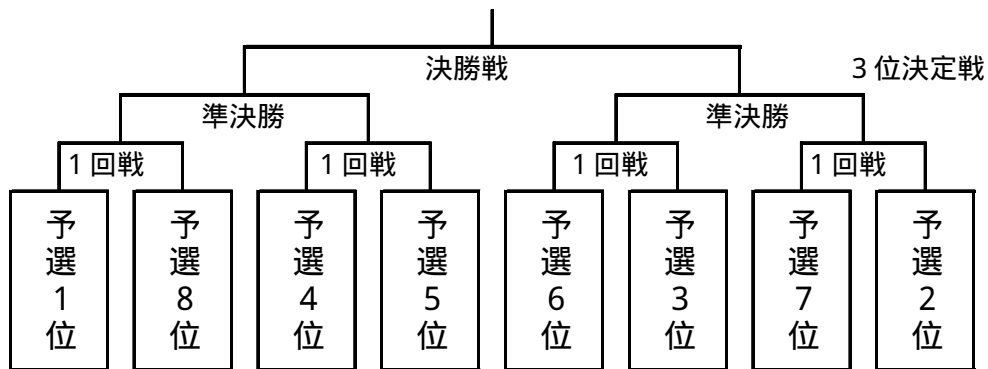 決勝戦
3位決定戦
準決勝
準決勝
1回戦
1回戦
1回戦
1回戦
予選1位
予選8位
予選4位
予選5位
予選6位
予選3位
予選7位
予選2位